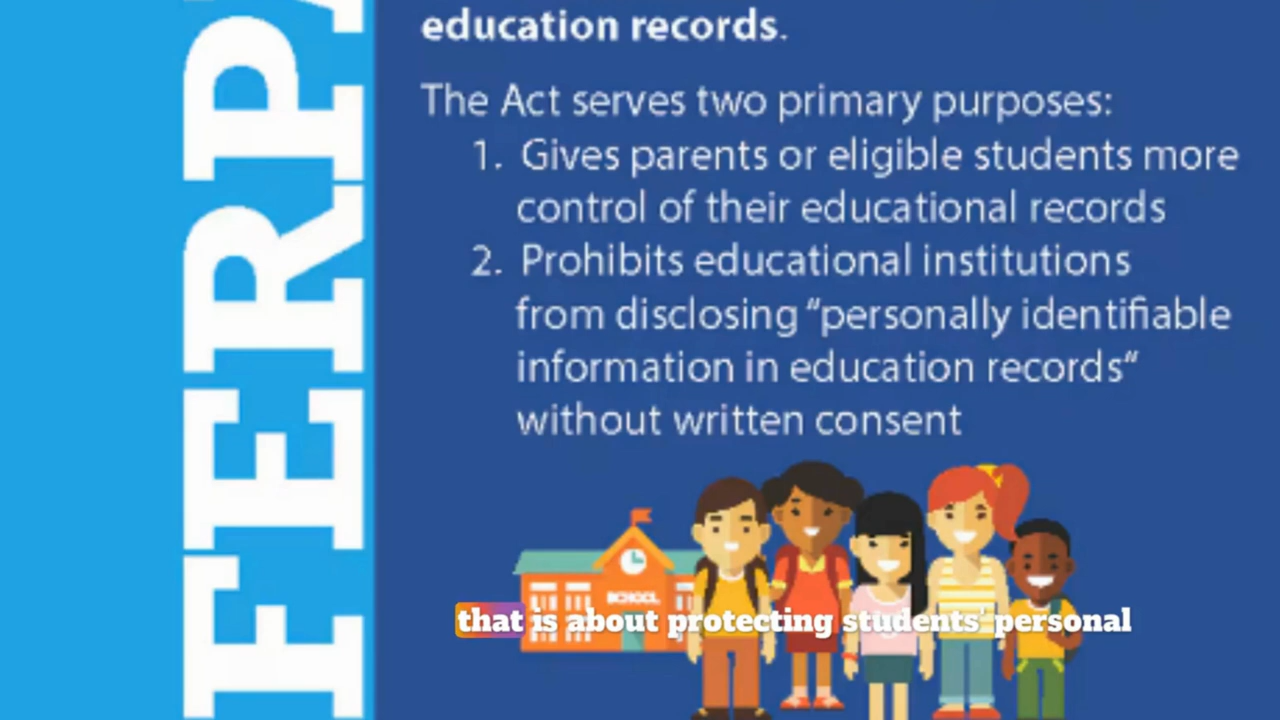 FERPA
education records.
The Act serves two primary purposes:
1. Gives parents or eligible students more
control of their educational records
2. Prohibits educational institutions
from disclosing “personally identifiable
information in education records“
without written consent
SCHOOL
that is about protecting students' personal